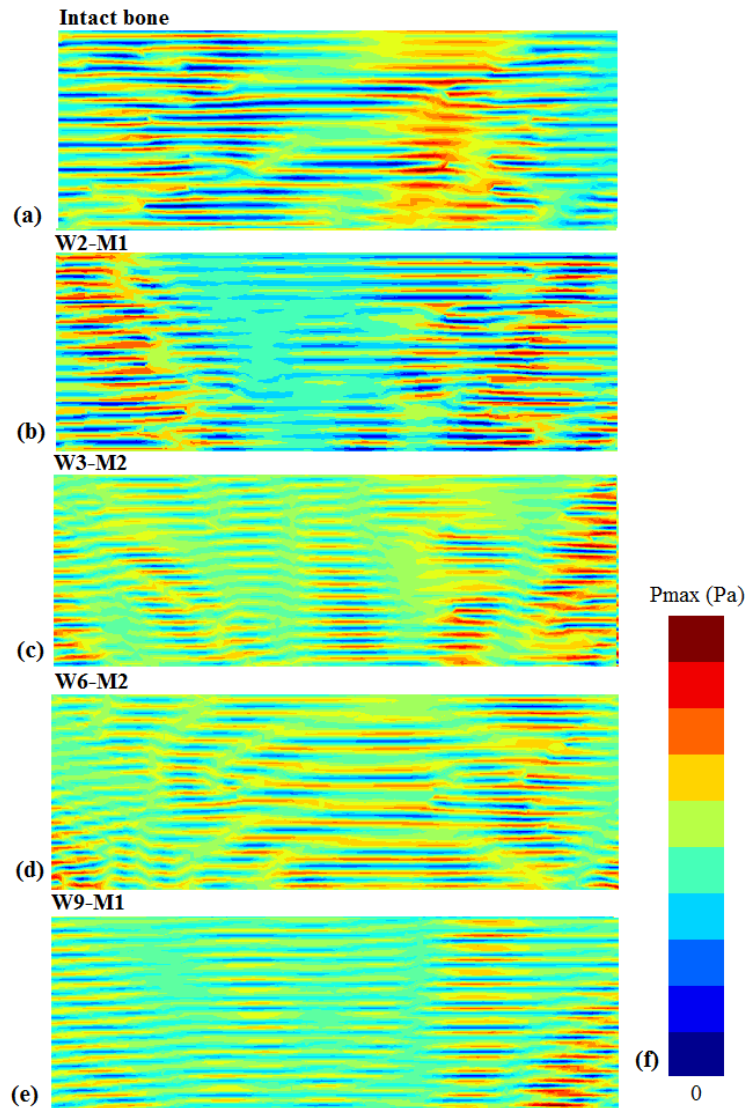 Intact bone
(a)
W2-M1
(b)
W3-M2
(c)
Pmax (Pa)
W6-M2
(d)
W9-M1
(e)
(f)
0